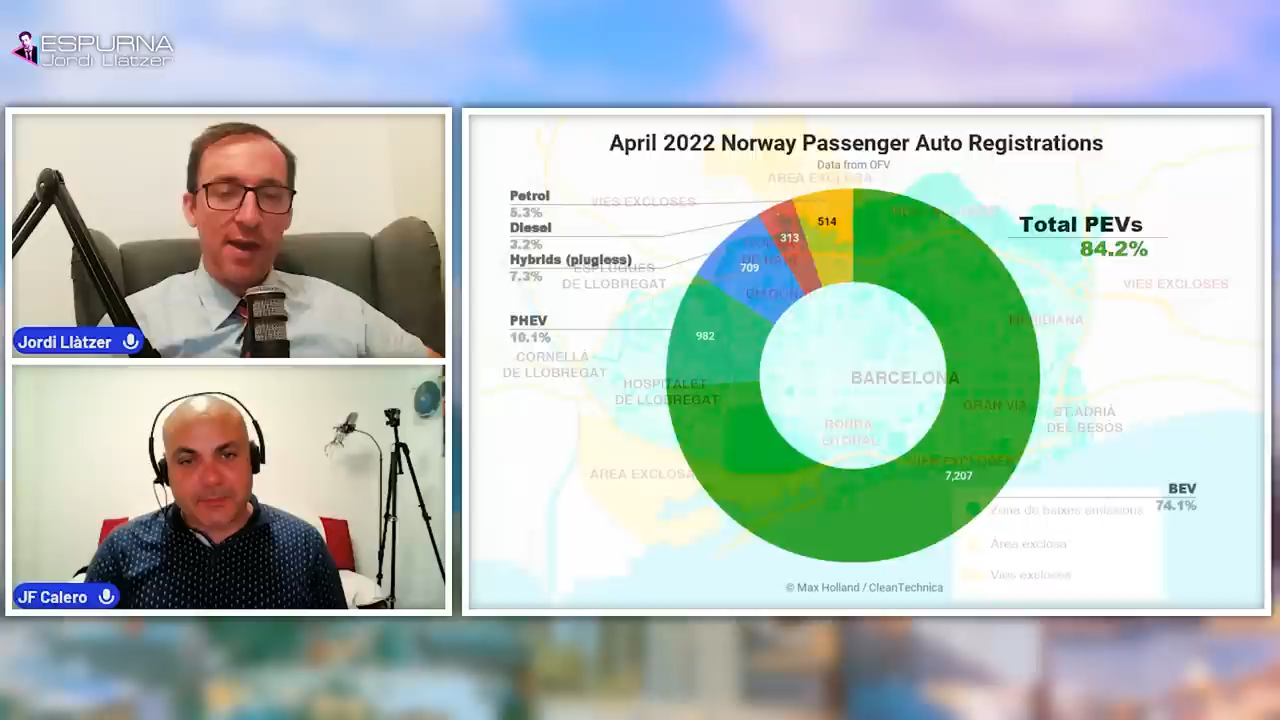 ESPURNA
Jordi Llàtzer
Jordi Llàtzer
JF Calero
April 2022 Norway Passenger Auto Registrations
Data from OFV
ÀREA EXCLOSA
Petrol
5.3%
VIES EXCLOSES
Diesel
3.2%
Hybrids (plugless)
7.3%
ESPLUGUES
DE LLOBREGAT
PHEV
10.1%
CORNELLÀ
DE LLOBREGAT
HOSPITALET
DE LLOBREGAT
514
313
709
982
7,207
Total PEVs
84.2%
VIES EXCLOSES
MERIDIANA
BARCELONA
GRAN VIA
ST.ADRIÀ
DEL BESÒS
RONDA
LITORAL
ÀREA EXCLOSA
VIES EXCLOSES
BEV
74.1%
Zona de baixes emissions
Àrea exclosa
Vies excloses
© Max Holland / CleanTechnica